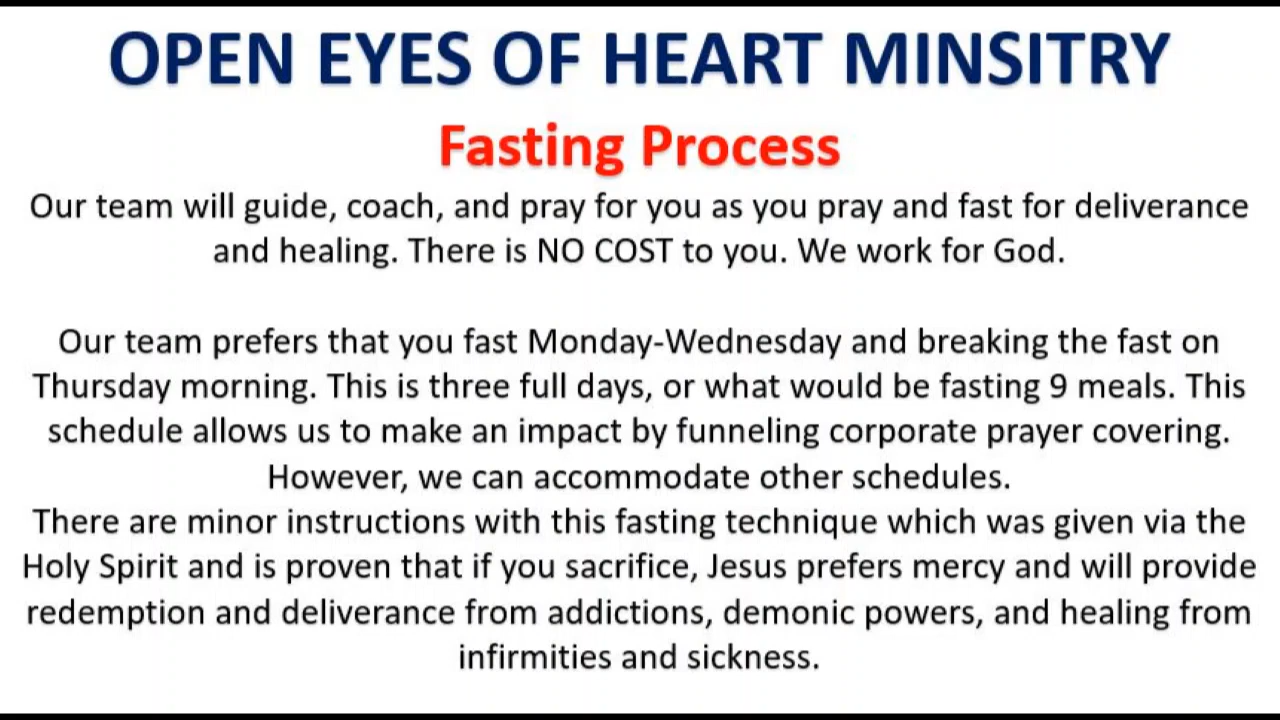 OPEN EYES OF HEART MINSITRY
Fasting Process
Our team will guide, coach, and pray for you as you pray and fast for deliverance
and healing. There is NO COST to you. We work for God.
Our team prefers that you fast Monday-Wednesday and breaking the fast on
Thursday morning. This is three full days, or what would be fasting 9 meals. This
schedule allows us to make an impact by funneling corporate prayer covering.
However, we can accommodate other schedules.
There are minor instructions with this fasting technique which was given via the
Holy Spirit and is proven that if you sacrifice, Jesus prefers mercy and will provide
redemption and deliverance from addictions, demonic powers, and healing from
infirmities and sickness.